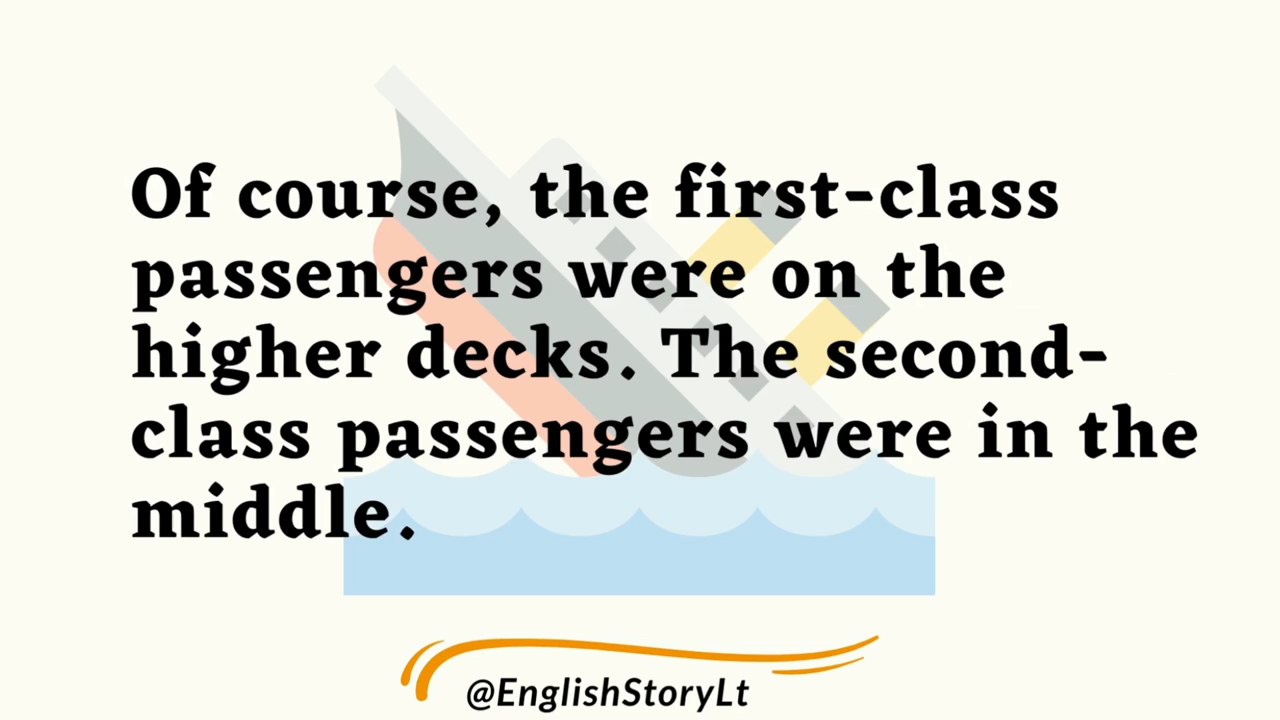 Of course, the first-class
passengers were on the
higher decks. The second-
class passengers were in the
middle.
@EnglishStoryLt